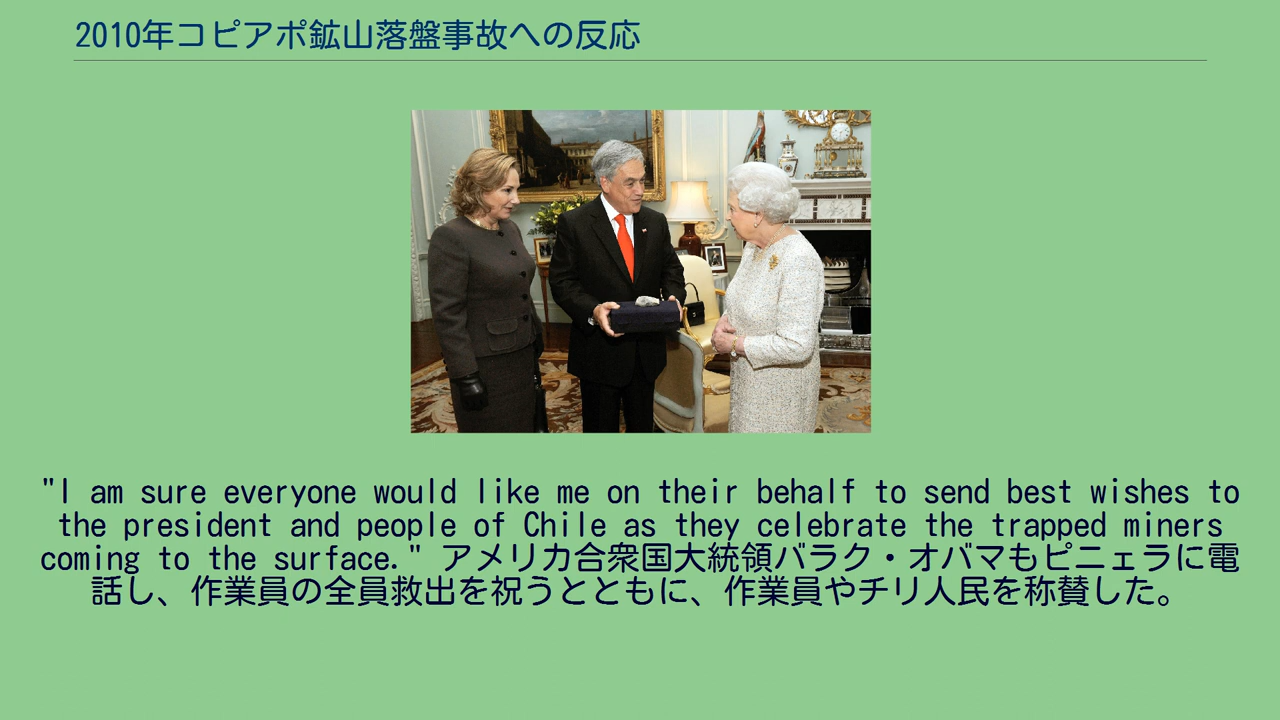 2010年コピアポ鉱山落盤事故への反応
"I am sure everyone would like me on their behalf to send best wishes to
the president and people of Chile as they celebrate the trapped miners
coming to the surface." アメリカ合衆国大統領バラク・オバマもピニェラに電
話し、作業員の全員救出を祝うとともに、作業員やチリ人民を称賛した。